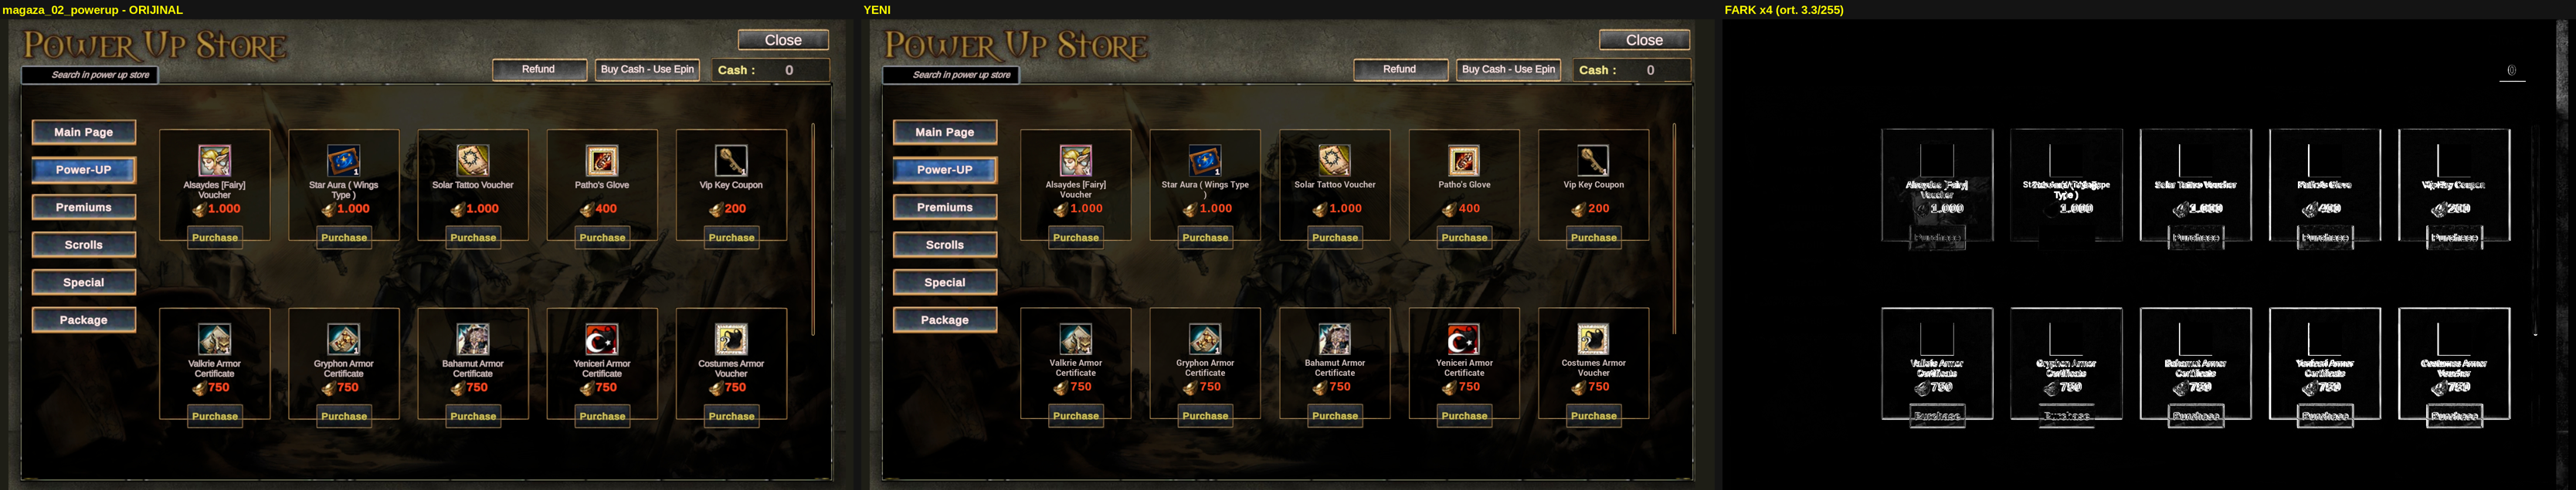 magaza_02_powerup - ORIJINAL
POWER UP STORE
Close
Search in power up store
Refund
Buy Cash - Use Epin
Cash : 0
Main Page
Power-UP
Premiums
Scrolls
Special
Package
Alsaydes [Fairy]
Voucher
1.000
Purchase
Star Aura ( Wings
Type )
1.000
Purchase
Solar Tattoo Voucher
1.000
Purchase
Patho's Glove
400
Purchase
Vip Key Coupon
200
Purchase
Valkrie Armor
Certificate
750
Purchase
Gryphon Armor
Certificate
750
Purchase
Bahamut Armor
Certificate
750
Purchase
Yeniceri Armor
Certificate
750
Purchase
Costumes Armor
Voucher
750
Purchase
YENI
POWER UP STORE
Close
Search in power up store
Refund
Buy Cash - Use Epin
Cash : 0
Main Page
Power-UP
Premiums
Scrolls
Special
Package
Alsaydes [Fairy]
Voucher
1.000
Purchase
Star Aura ( Wings Type
)
1.000
Purchase
Solar Tattoo Voucher
1.000
Purchase
Patho's Glove
400
Purchase
Vip Key Coupon
200
Purchase
Valkrie Armor
Certificate
750
Purchase
Gryphon Armor
Certificate
750
Purchase
Bahamut Armor
Certificate
750
Purchase
Yeniceri Armor
Certificate
750
Purchase
Costumes Armor
Voucher
750
Purchase
FARK x4 (ort. 3.3/255)